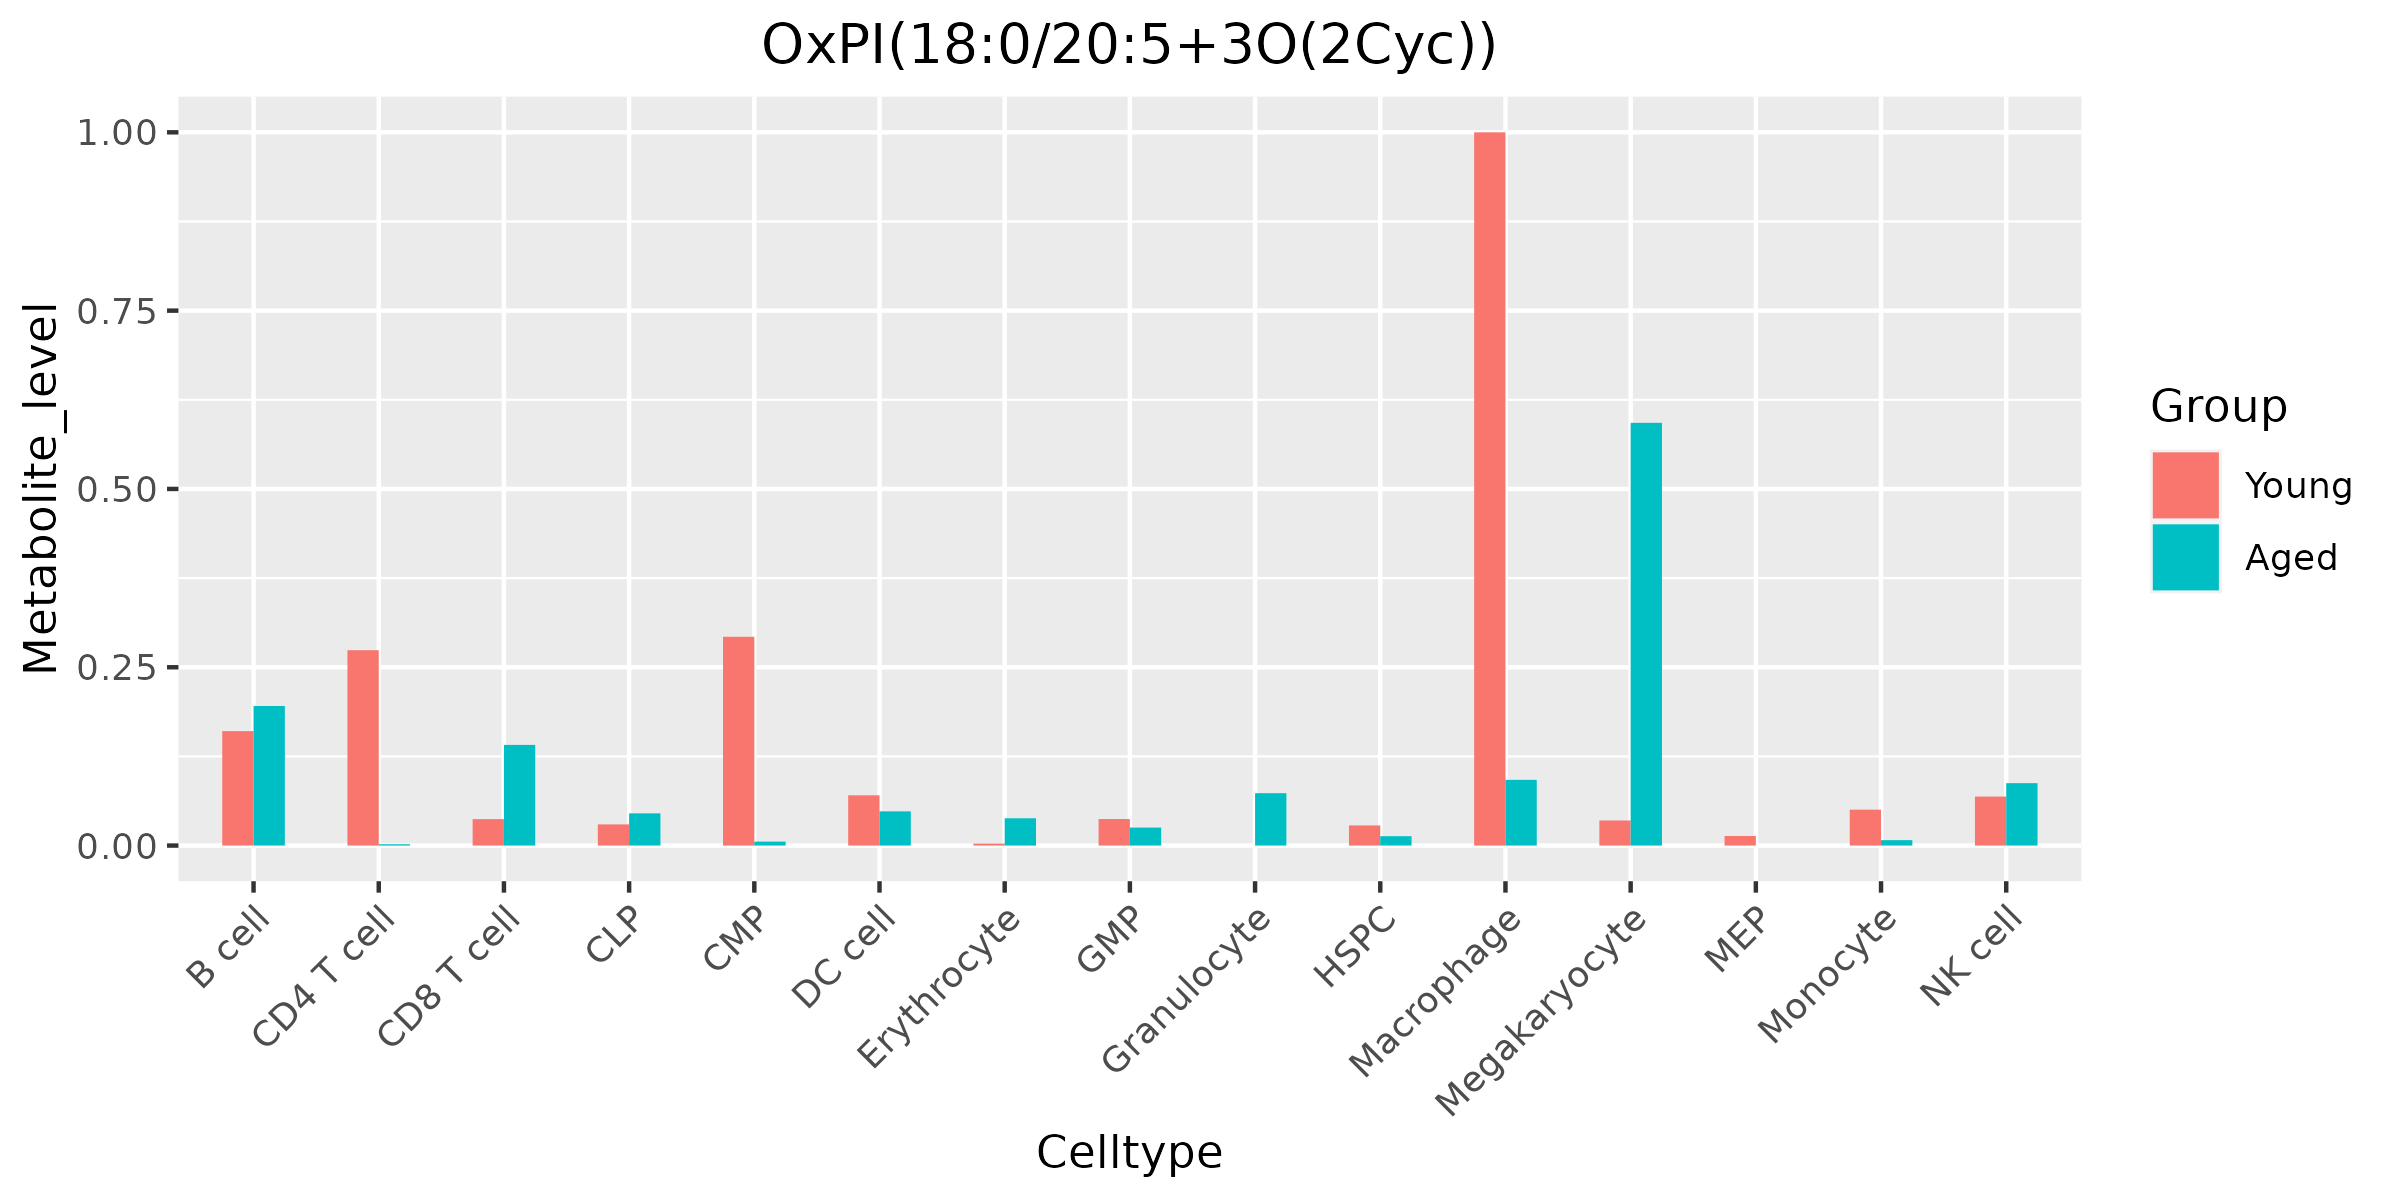 OxPI(18:0/20:5+3O(2Cyc))
Metabolite_level
1.00
0.75
0.50
0.25
0.00
B cell
CD4 T cell
CD8 T cell
CLP
CMP
DC cell
Erythrocyte
GMP
Granulocyte
HSPC
Macrophage
Megakaryocyte
MEP
Monocyte
NK cell
Celltype
Group
Young
Aged